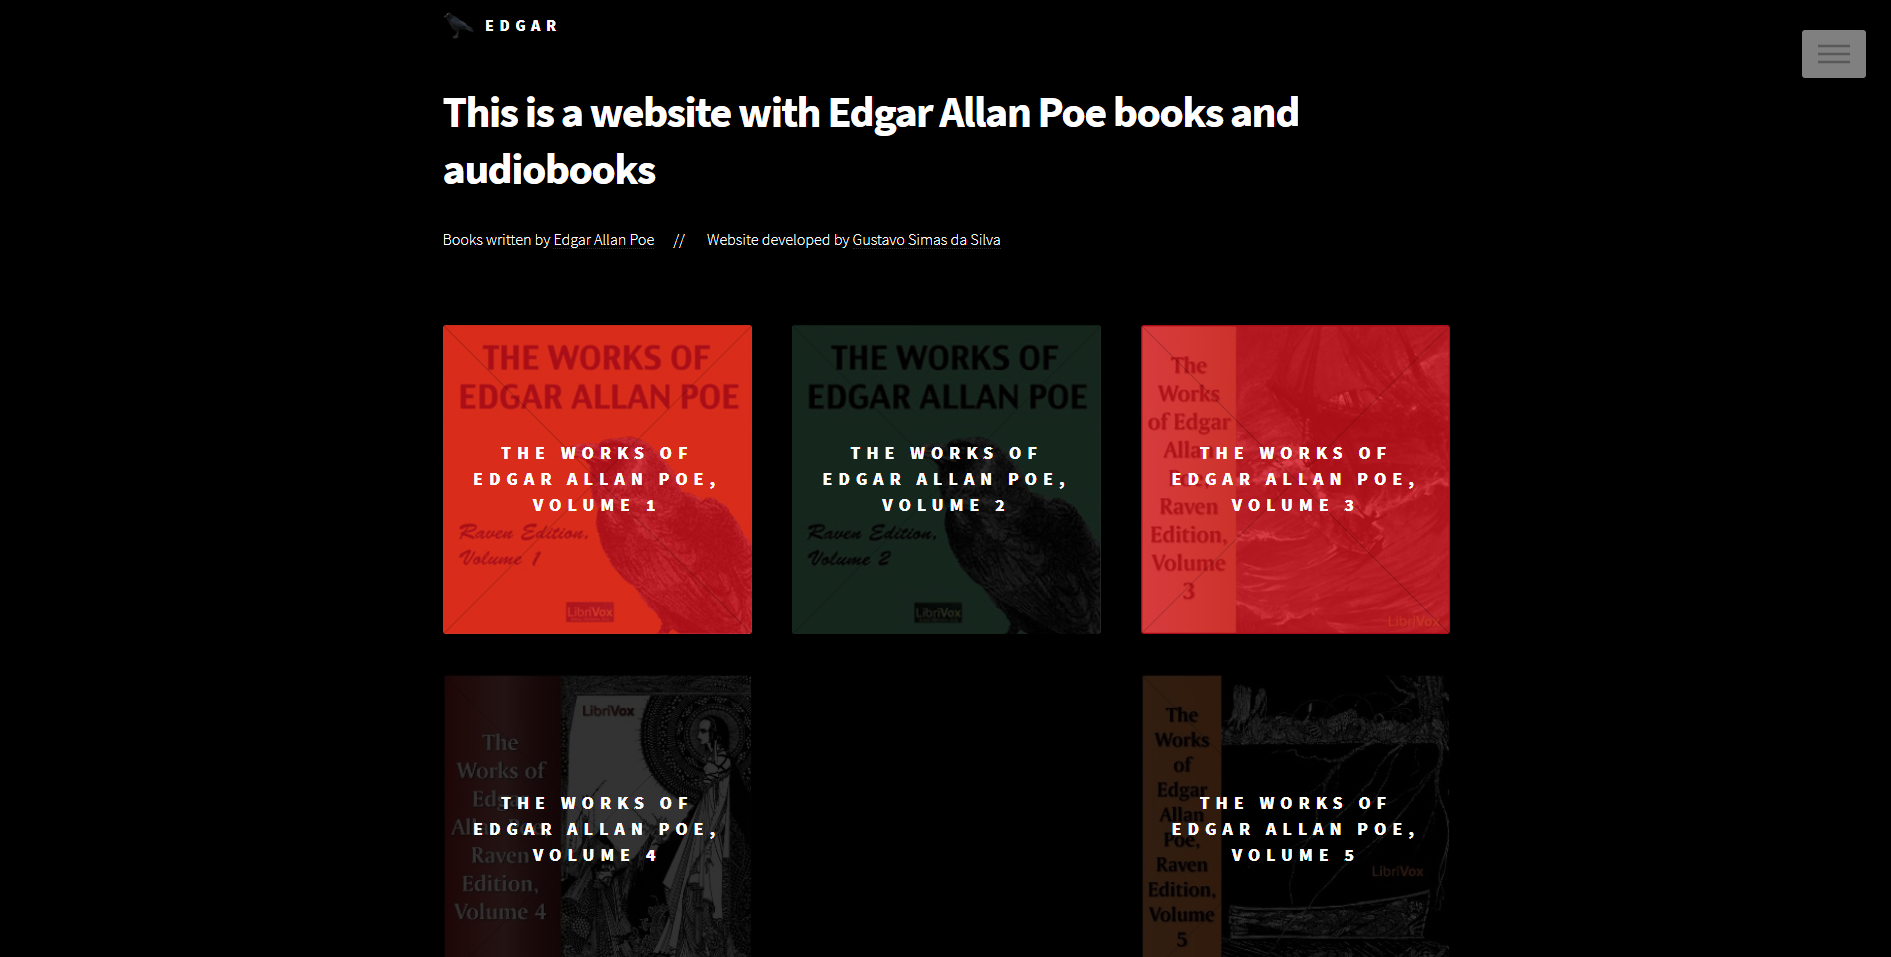 EDGAR
This is a website with Edgar Allan Poe books and
audiobooks
Books written by Edgar Allan Poe // Website developed by Gustavo Simas da Silva
THE WORKS OF
EDGAR ALLAN POE
THE WORKS OF
EDGAR ALLAN POE,
VOLUME 1
Raven Edition,
Volume 1
LibriVox
THE WORKS OF
EDGAR ALLAN POE
THE WORKS OF
EDGAR ALLAN POE,
VOLUME 2
Raven Edition,
Volume 2
LibriVox
The
Works
of Edgar
Allan
THE WORKS OF
EDGAR ALLAN POE,
VOLUME 3
Raven
Edition,
Volume
3
LibriVox
LibriVox
The
Works of
Edgar
Allan Poe
THE WORKS OF
EDGAR ALLAN POE,
VOLUME 4
Raven
Edition,
Volume 4
The
Works
of
Edgar
Allan
Poe,
THE WORKS OF
EDGAR ALLAN POE,
VOLUME 5
Raven
Edition,
Volume
5
LibriVox